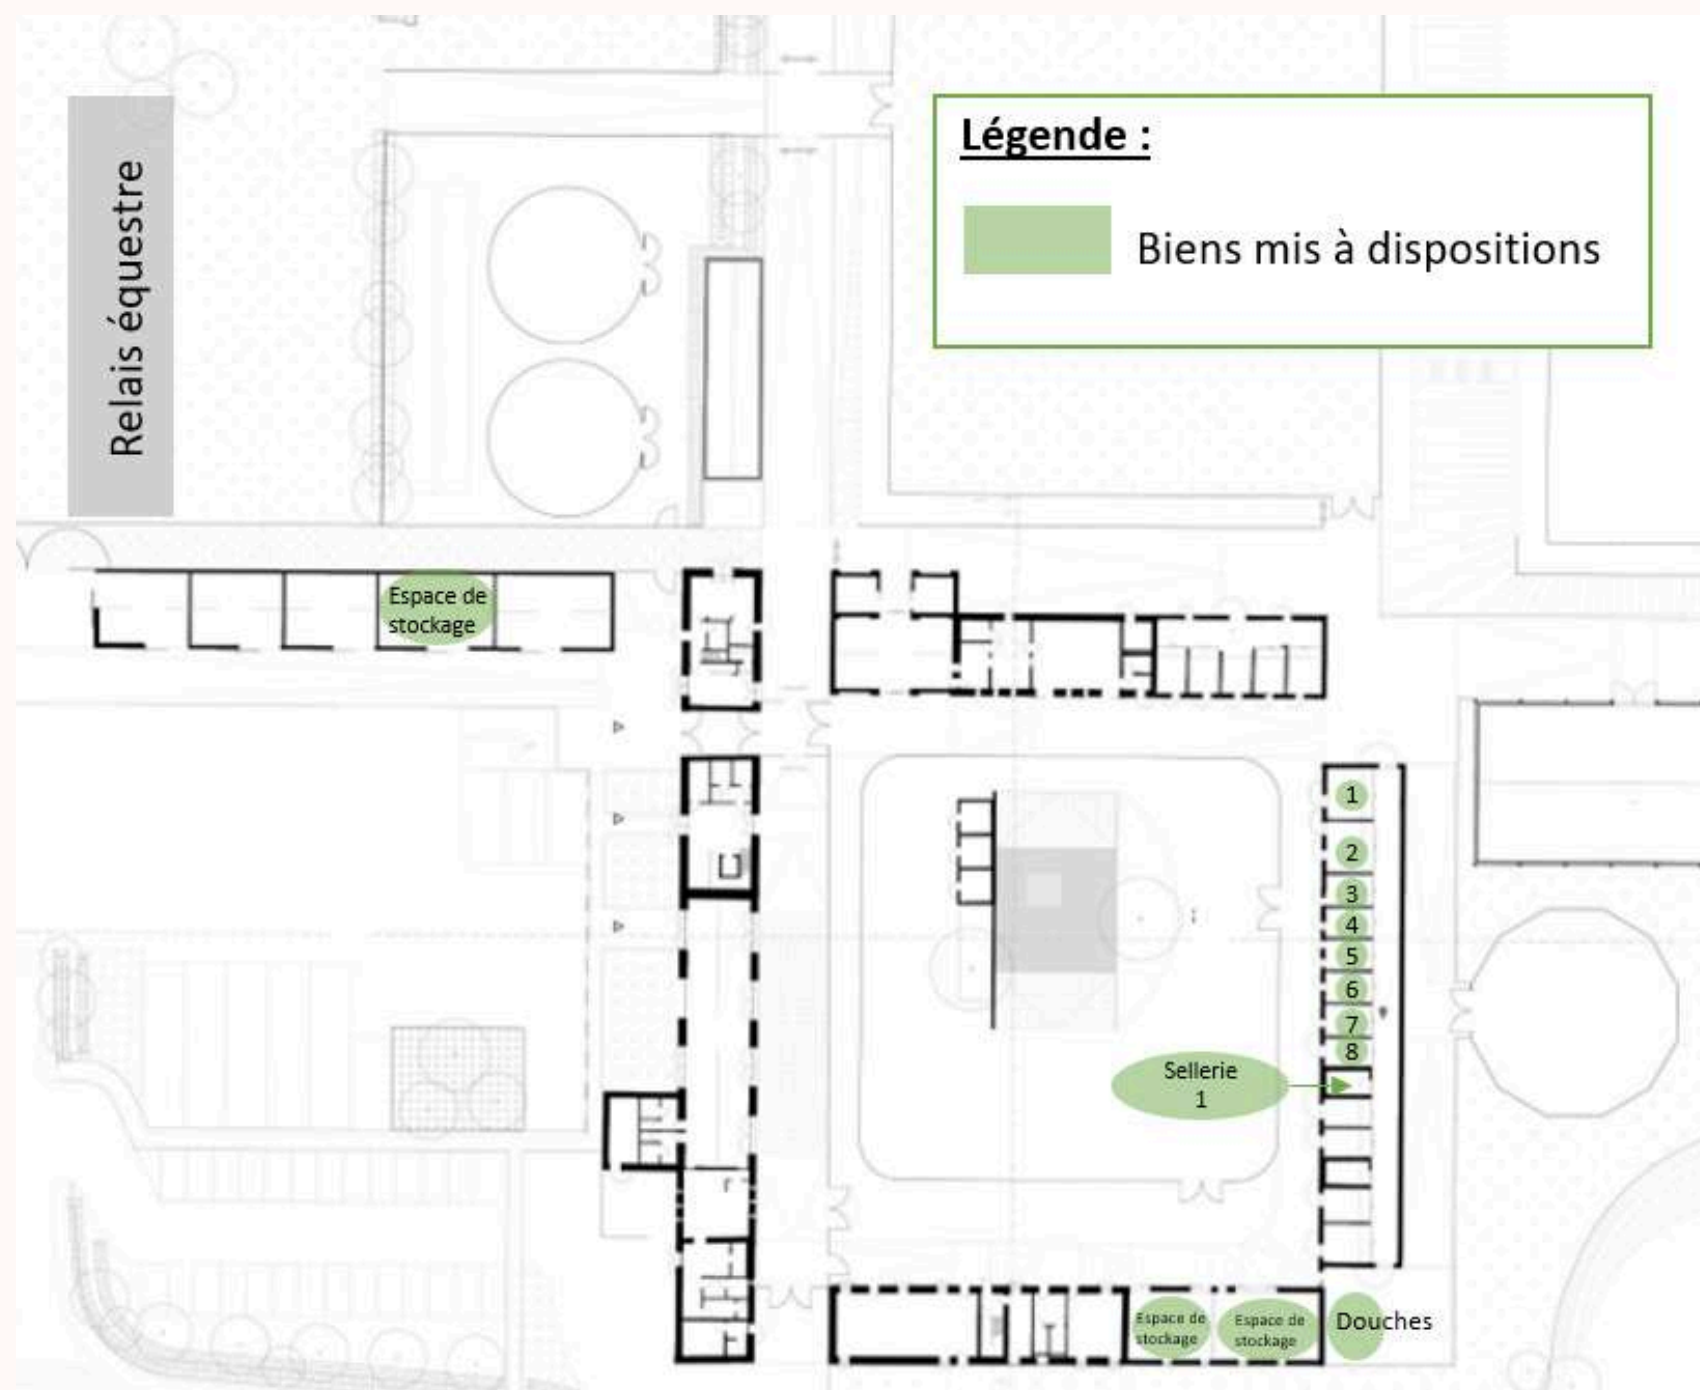 Relais équestre
Légende :
Biens mis à dispositions
Espace de
stockage
1
2
3
4
5
6
7
8
Sellerie
1
Espace de
stockage
Espace de
stockage
Douches